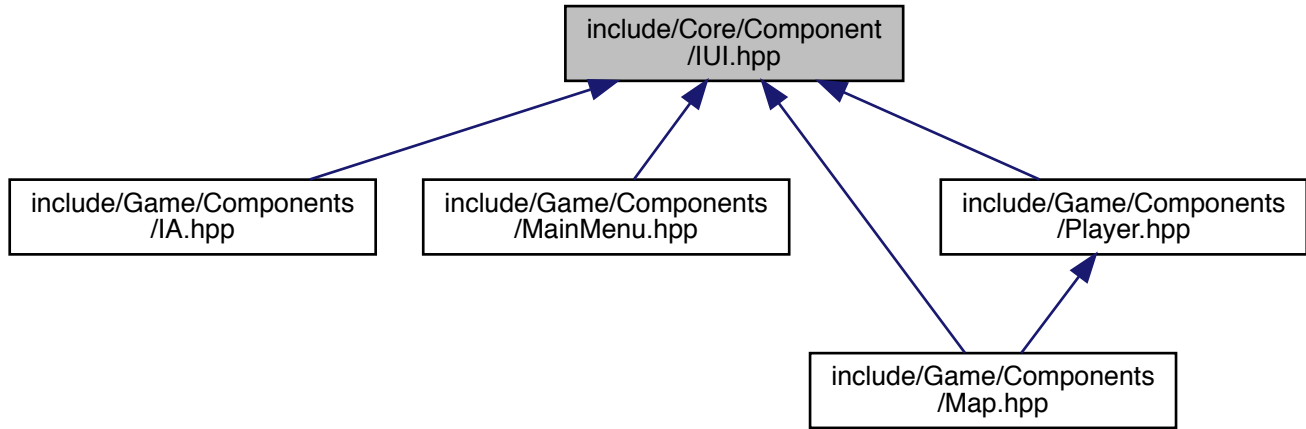 include/Core/Component
/IUI.hpp
include/Game/Components
/IA.hpp
include/Game/Components
/MainMenu.hpp
include/Game/Components
/Player.hpp
include/Game/Components
/Map.hpp